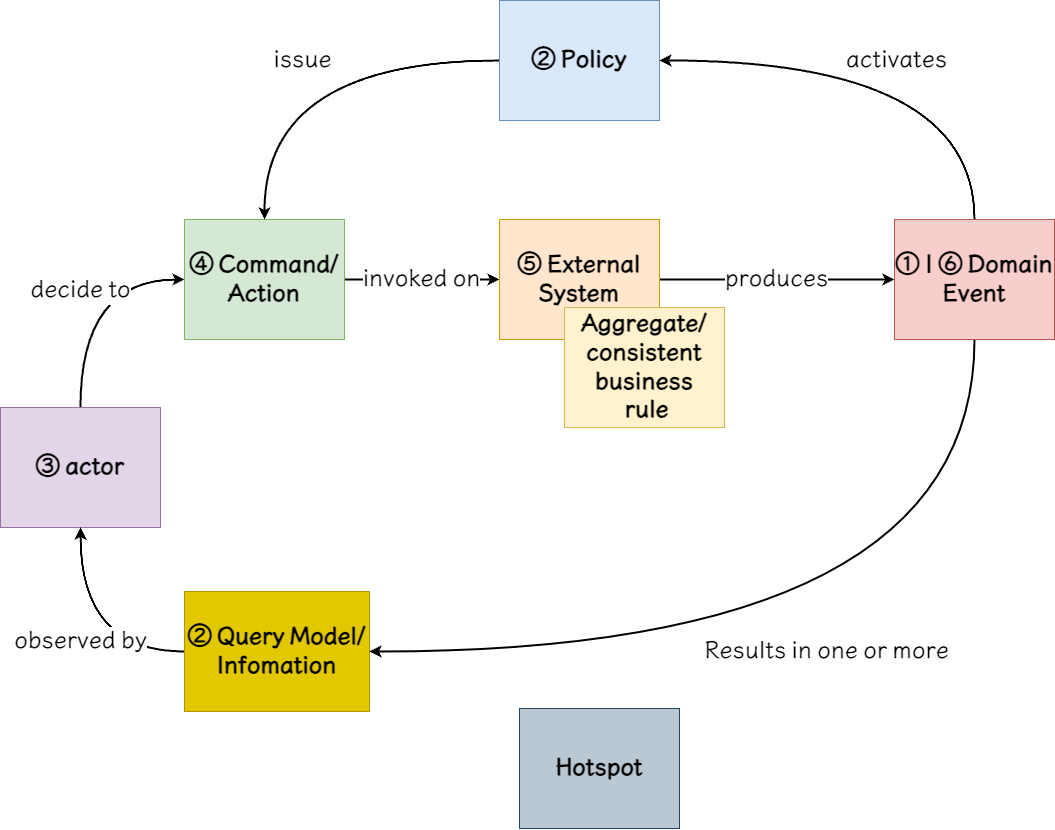 issue
② Policy
activates
④ Command/
Action
invoked on
⑤ External
System
produces
① | ⑥ Domain
Event
decide to
Aggregate/
consistent
business
rule
③ actor
observed by
② Query Model/
Infomation
Results in one or more
Hotspot